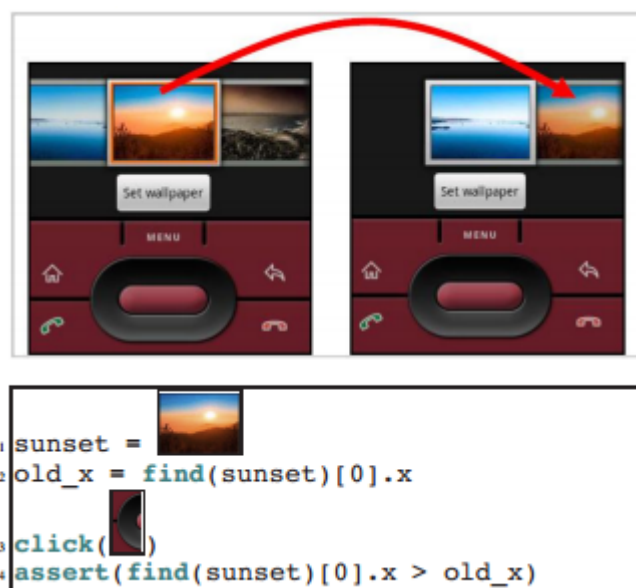 Set wallpaper Set wallpaper
MENU MENU
1 sunset =
2 old_x = find(sunset)[0].x
3 click( )
4 assert(find(sunset)[0].x > old_x)